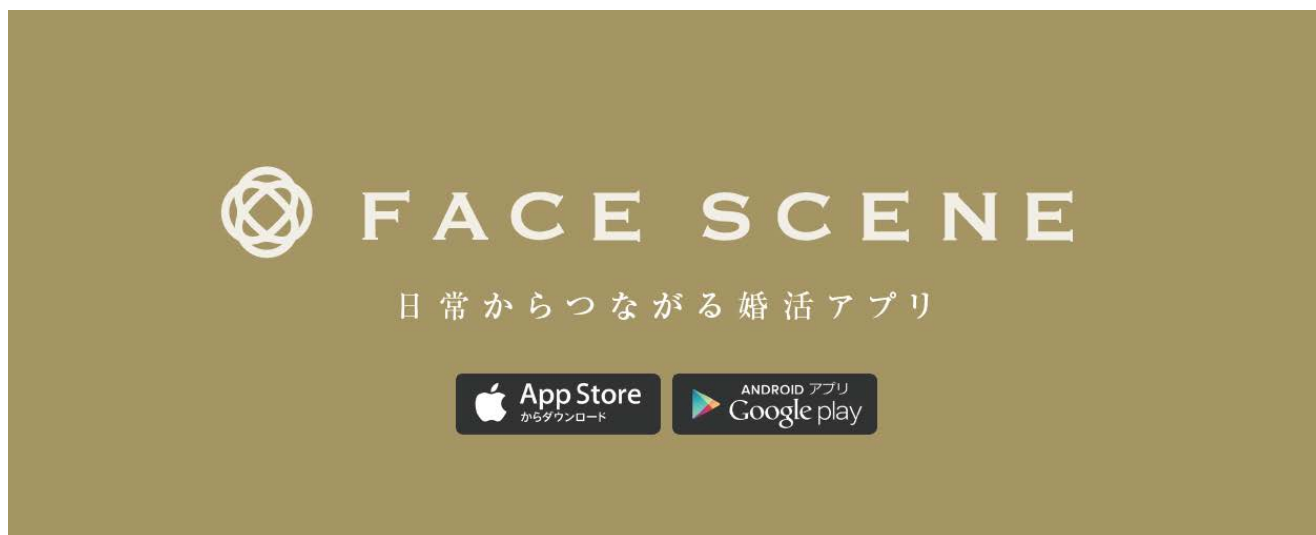 FACE SCENE
日常からつながる婚活アプリ
App Store
からダウンロード
ANDROID アプリ
Google play